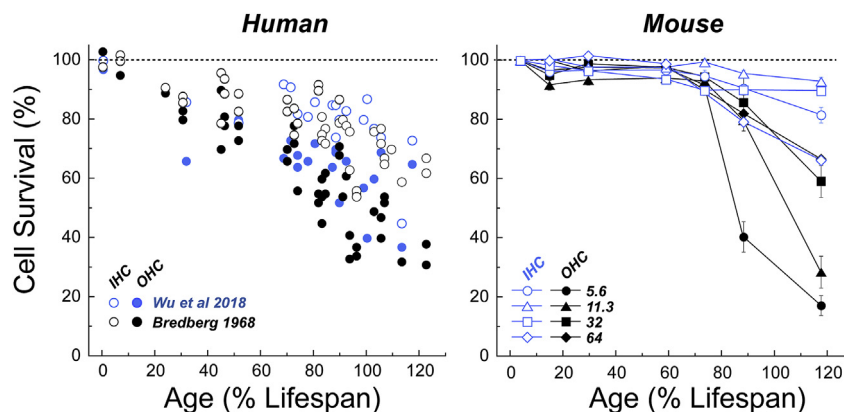 Human
Mouse
Cell Survival (%)
100
80
60
40
20
0
IHC
OHC
Wu et al 2018
Bredberg 1968
0
20
40
60
80
100
120
Age (% Lifespan)
100
80
60
40
20
0
IHC
OHC
5.6
11.3
32
64
0
20
40
60
80
100
120
Age (% Lifespan)